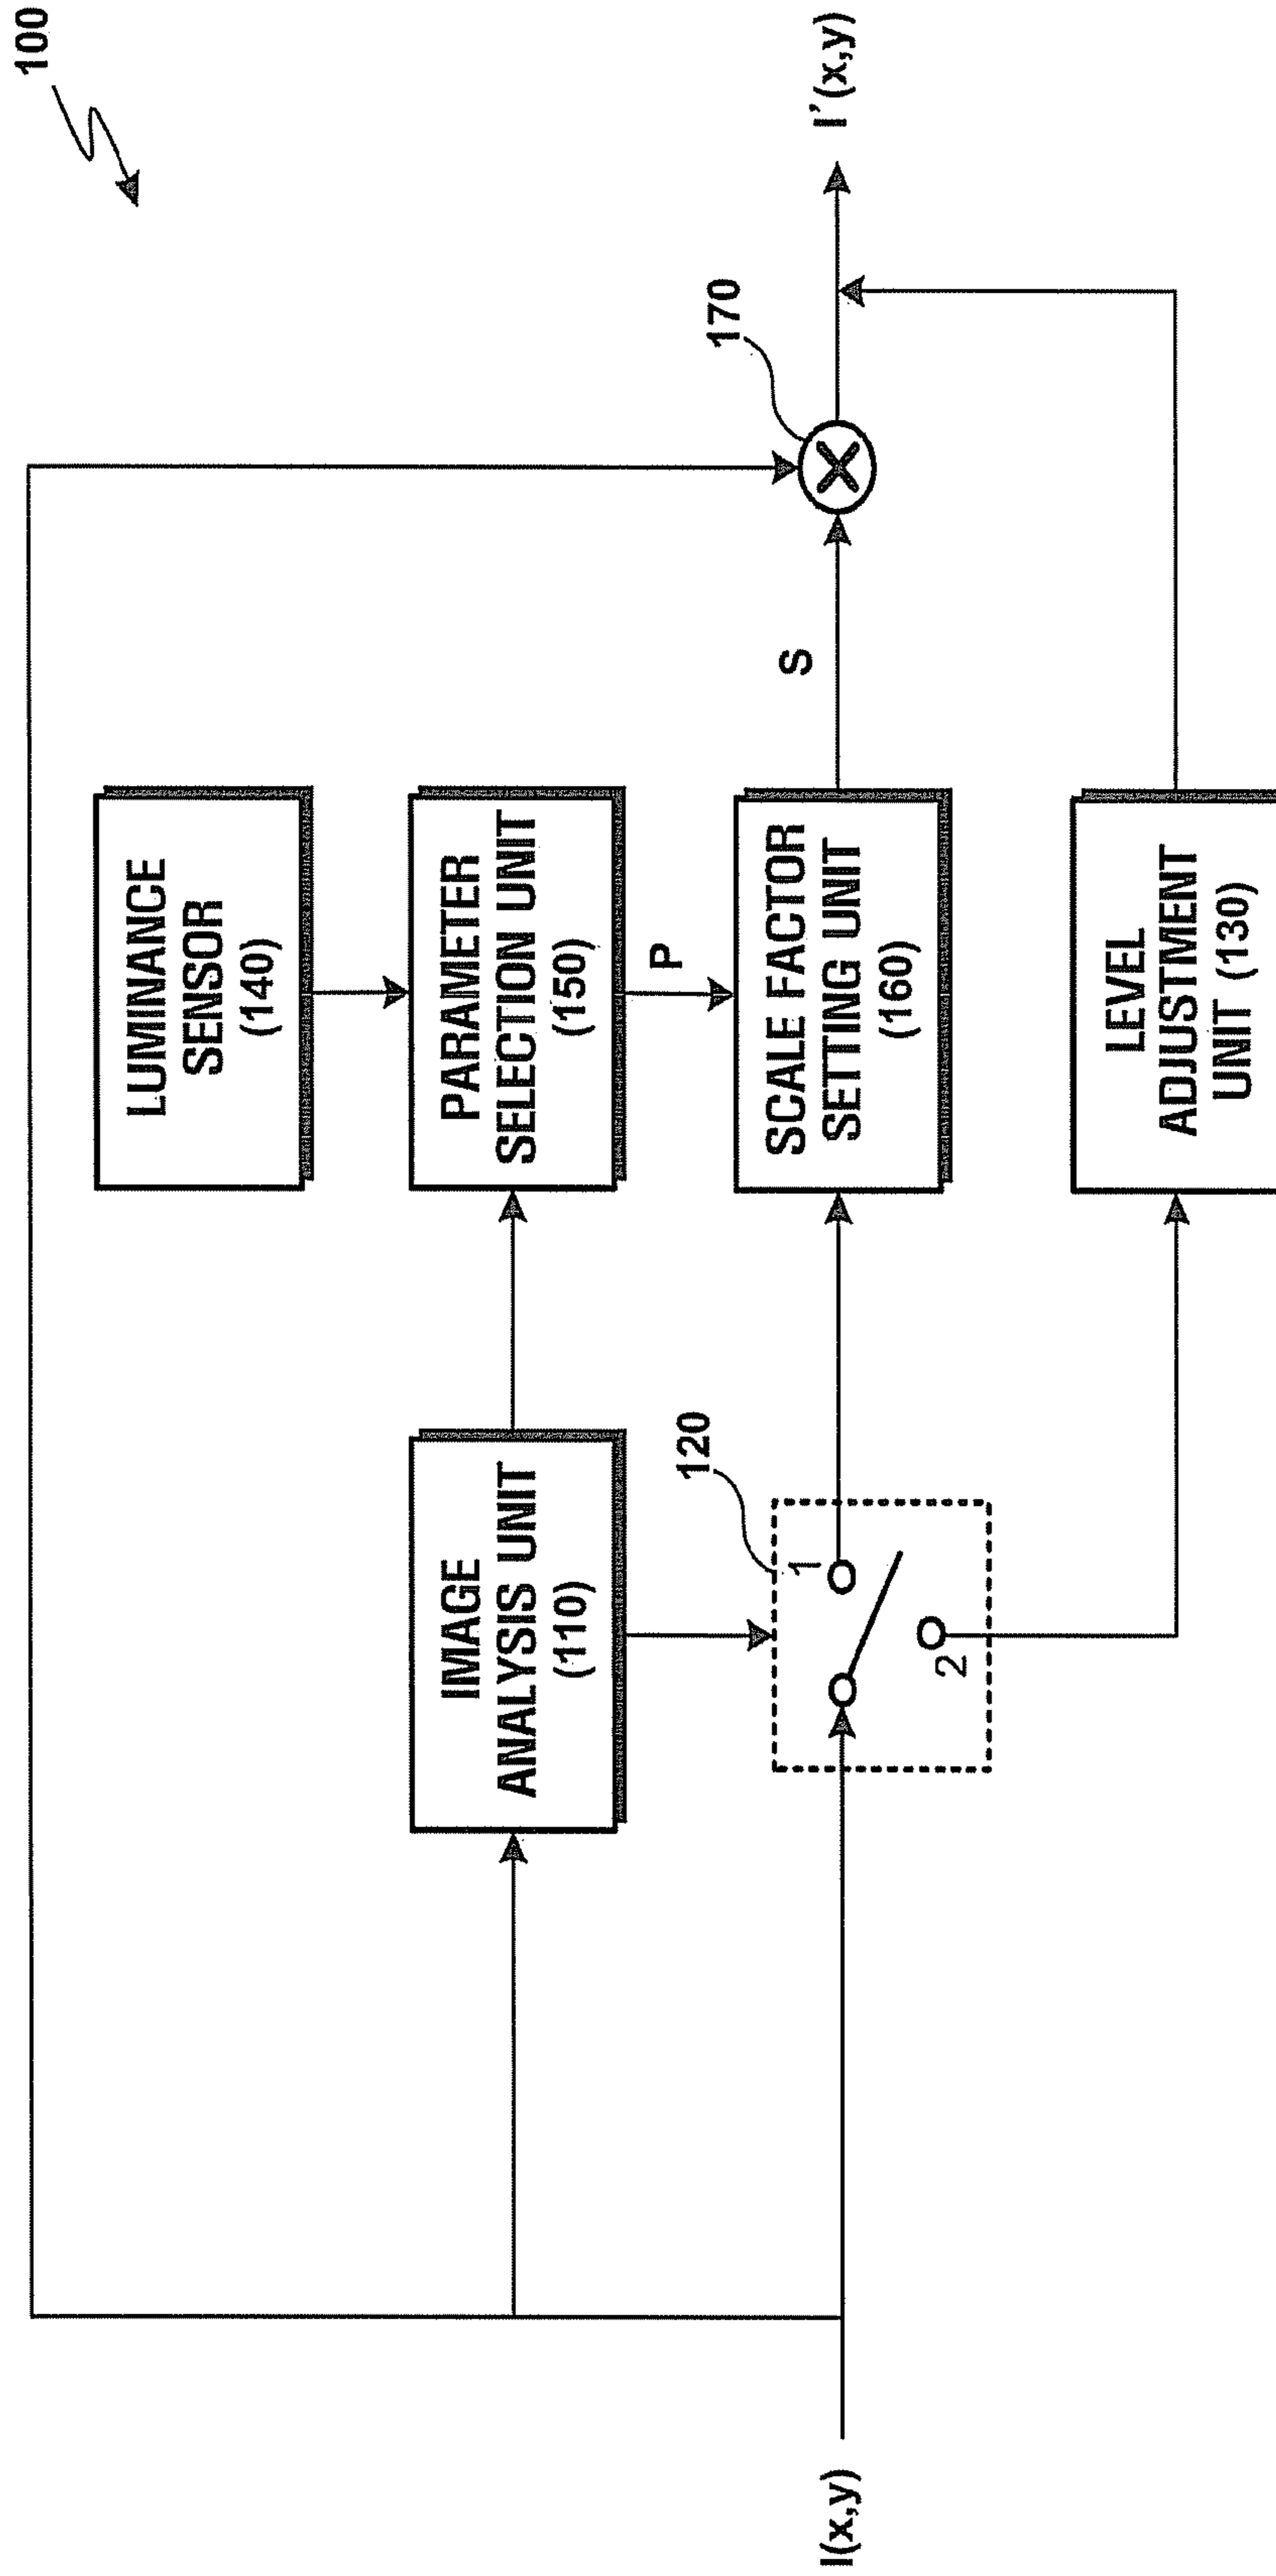 100
I(x,y)
IMAGE
ANALYSIS UNIT
(110)
120
1
2
LUMINANCE
SENSOR
(140)
PARAMETER
SELECTION UNIT
(150)
P
SCALE FACTOR
SETTING UNIT
(160)
LEVEL
ADJUSTMENT
UNIT (130)
S
170
I'(x,y)